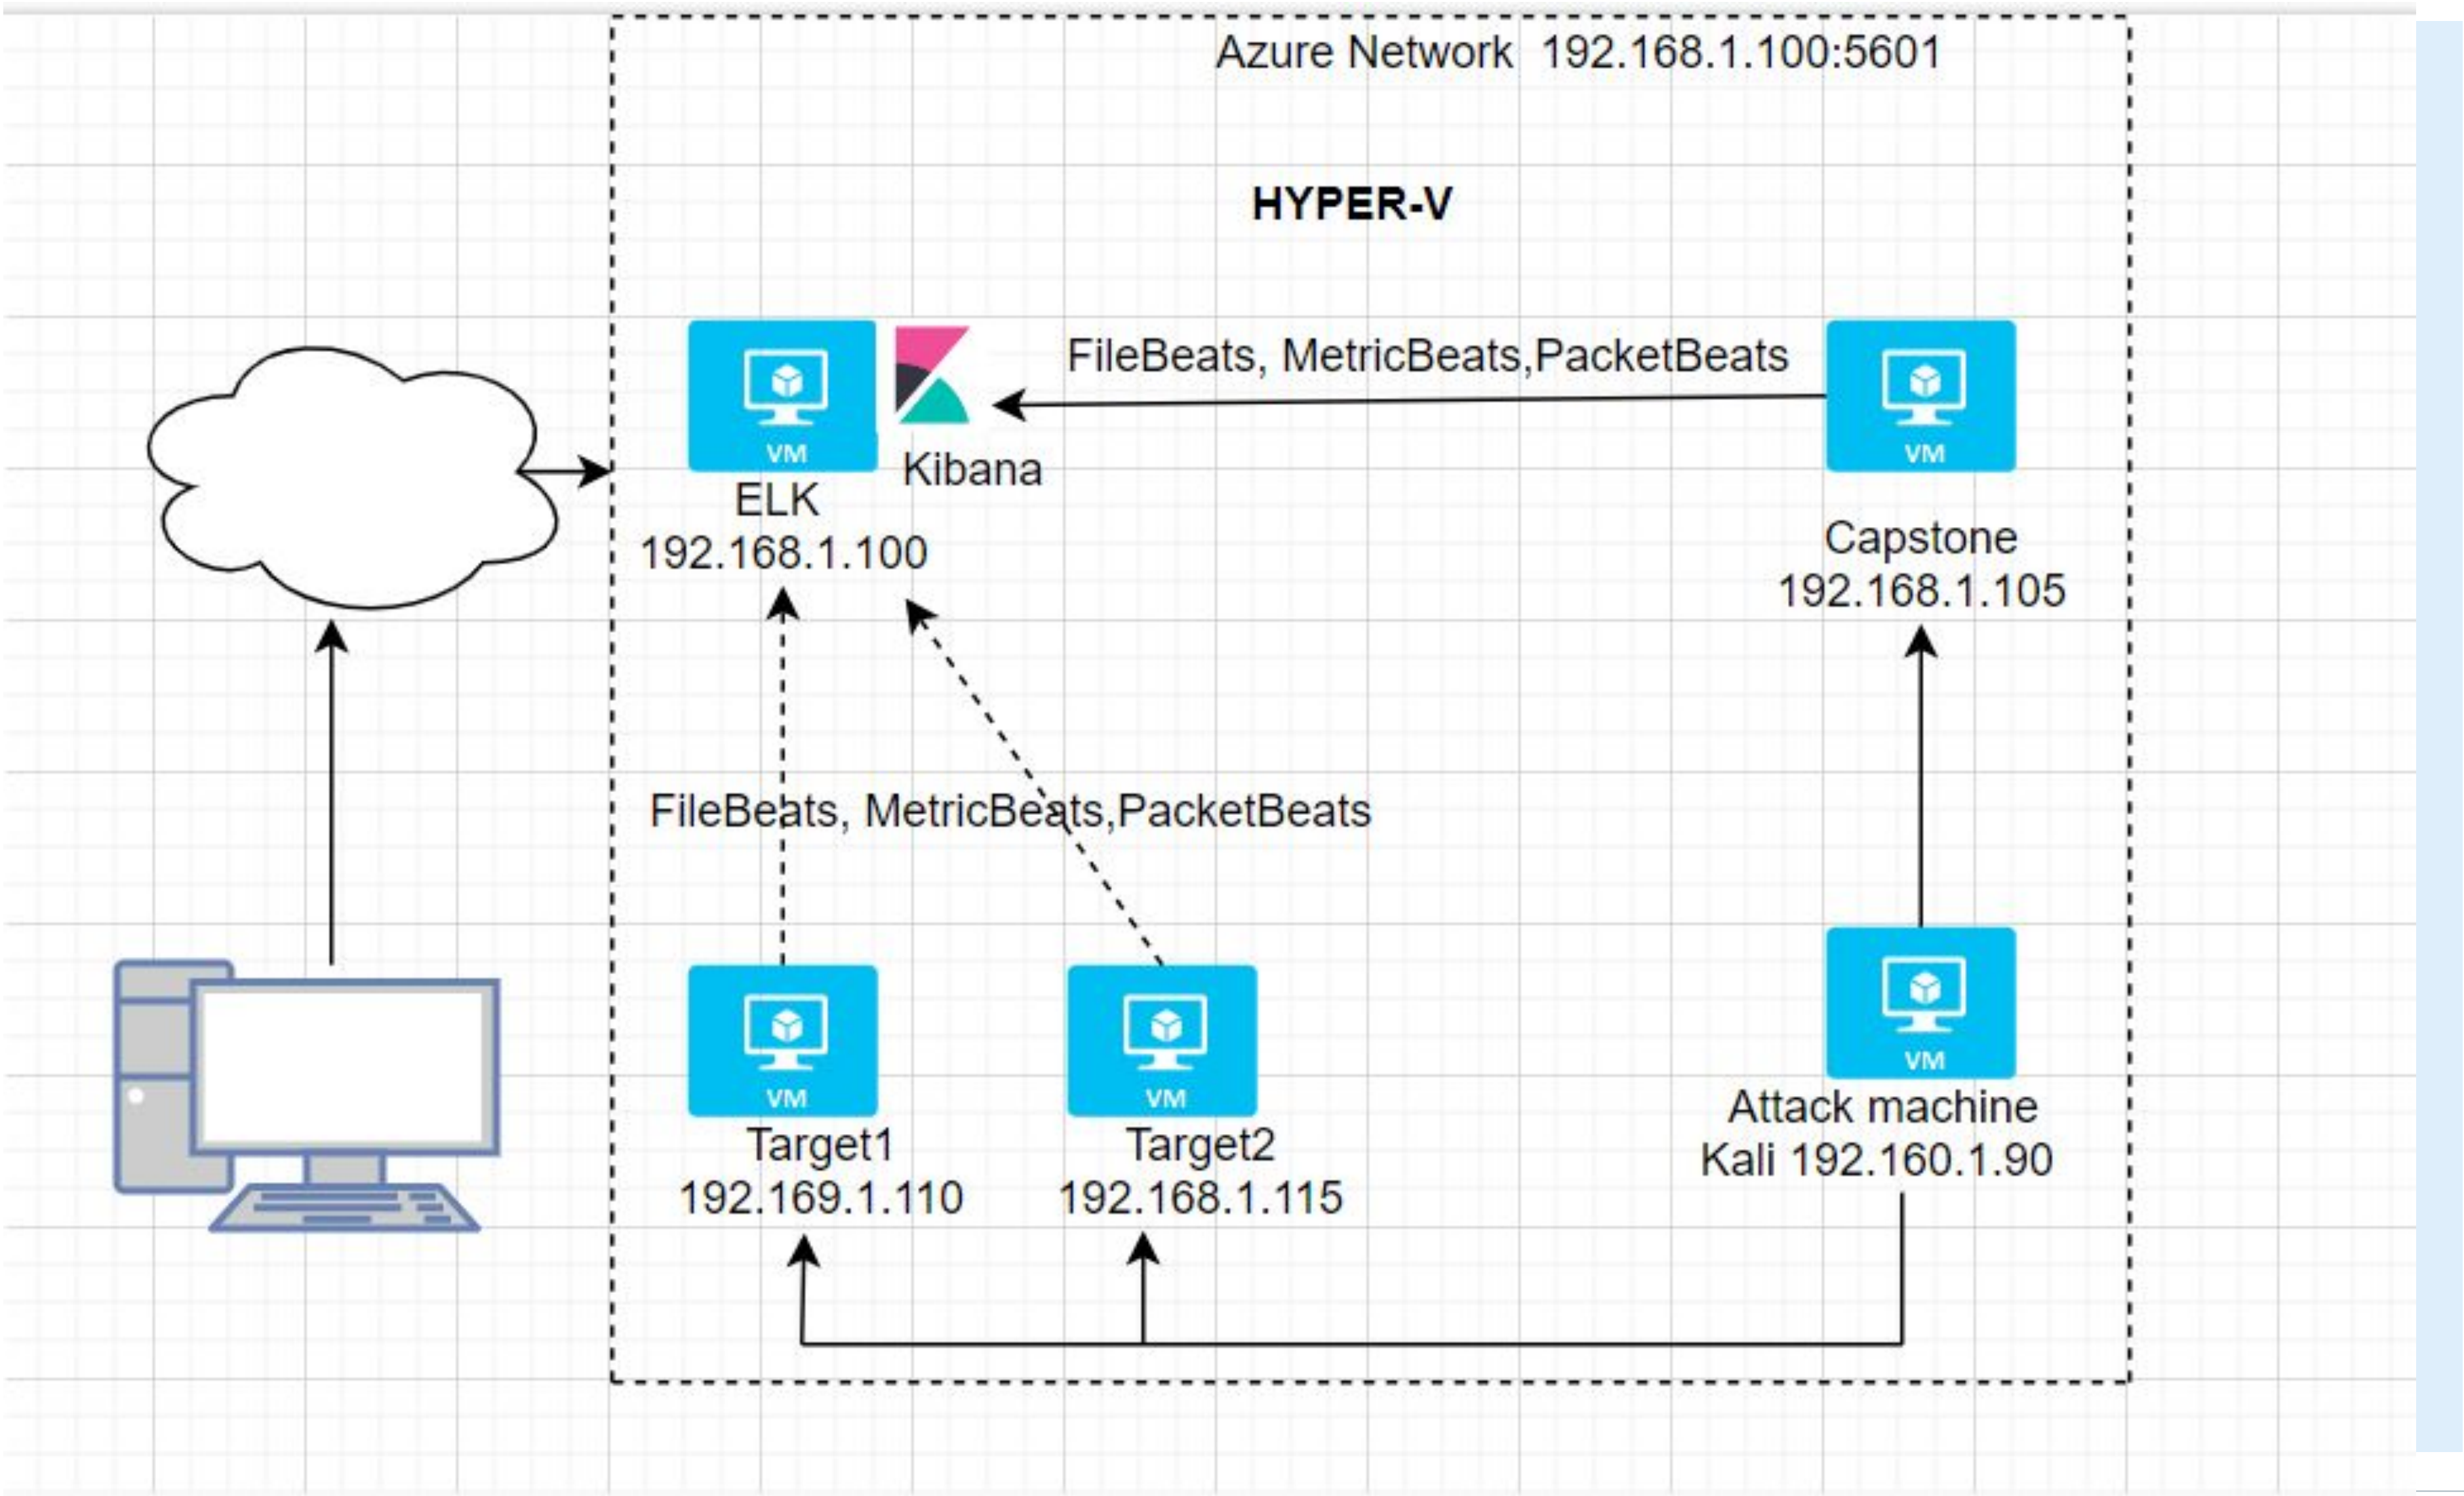 Azure Network 192.168.1.100:5601
HYPER-V
FileBeats, MetricBeats,PacketBeats
VM
Kibana
VM
ELK
192.168.1.100
Capstone
192.168.1.105
FileBeats, MetricBeats,PacketBeats
VM
Target1
192.169.1.110
VM
Target2
192.168.1.115
VM
Attack machine
Kali 192.160.1.90